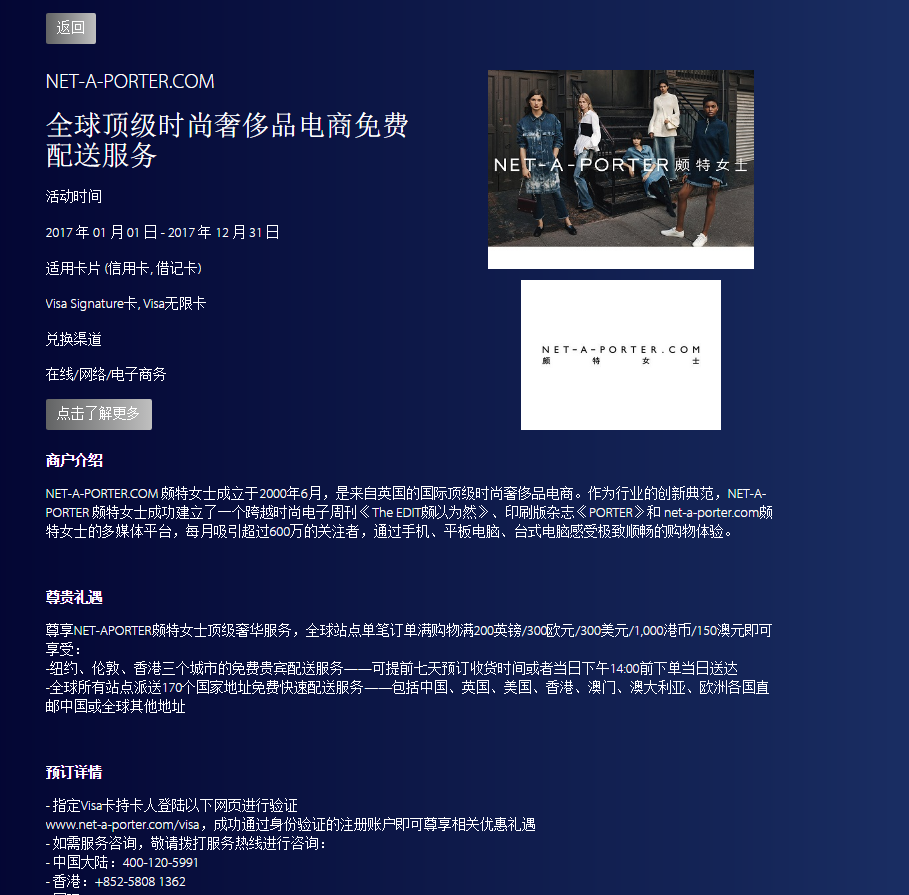 返回
NET-A-PORTER.COM
全球顶级时尚奢侈品电商免费
配送服务
活动时间
2017 年 01 月 01 日 - 2017 年 12 月 31 日
适用卡片 (信用卡, 借记卡)
Visa Signature卡, Visa无限卡
兑换渠道
在线/网络/电子商务
点击了解更多
NET-A-PORTER 颇特女士
NET-A-PORTER.COM
颇 特 女 士
商户介绍
NET-A-PORTER.COM 颇特女士成立于2000年6月，是来自英国的国际顶级时尚奢侈品电商。作为行业的创新典范，NET-A-
PORTER 颇特女士成功建立了一个跨越时尚电子周刊《 The EDIT颇以为然》、印刷版杂志《 PORTER 》和 net-a-porter.com颇
特女士的多媒体平台，每月吸引超过600万的关注者，通过手机、平板电脑、台式电脑感受极致顺畅的购物体验。
尊贵礼遇
尊享NET-APORTER颇特女士顶级奢华服务，全球站点单笔订单满购物满200英镑/300欧元/300美元/1,000港币/150澳元即可
享受：
-纽约、伦敦、香港三个城市的免费贵宾配送服务——可提前七天预订收货时间或者当日下午14:00前下单当日送达
-全球所有站点派送170个国家地址免费快速配送服务——包括中国、英国、美国、香港、澳门、澳大利亚、欧洲各国直
邮中国或全球其他地址
预订详情
- 指定Visa卡持卡人登陆以下网页进行验证
www.net-a-porter.com/visa，成功通过身份验证的注册账户即可尊享相关优惠礼遇
- 如需服务咨询，敬请拨打服务热线进行咨询：
- 中国大陆：400-120-5991
- 香港：+852-5808 1362